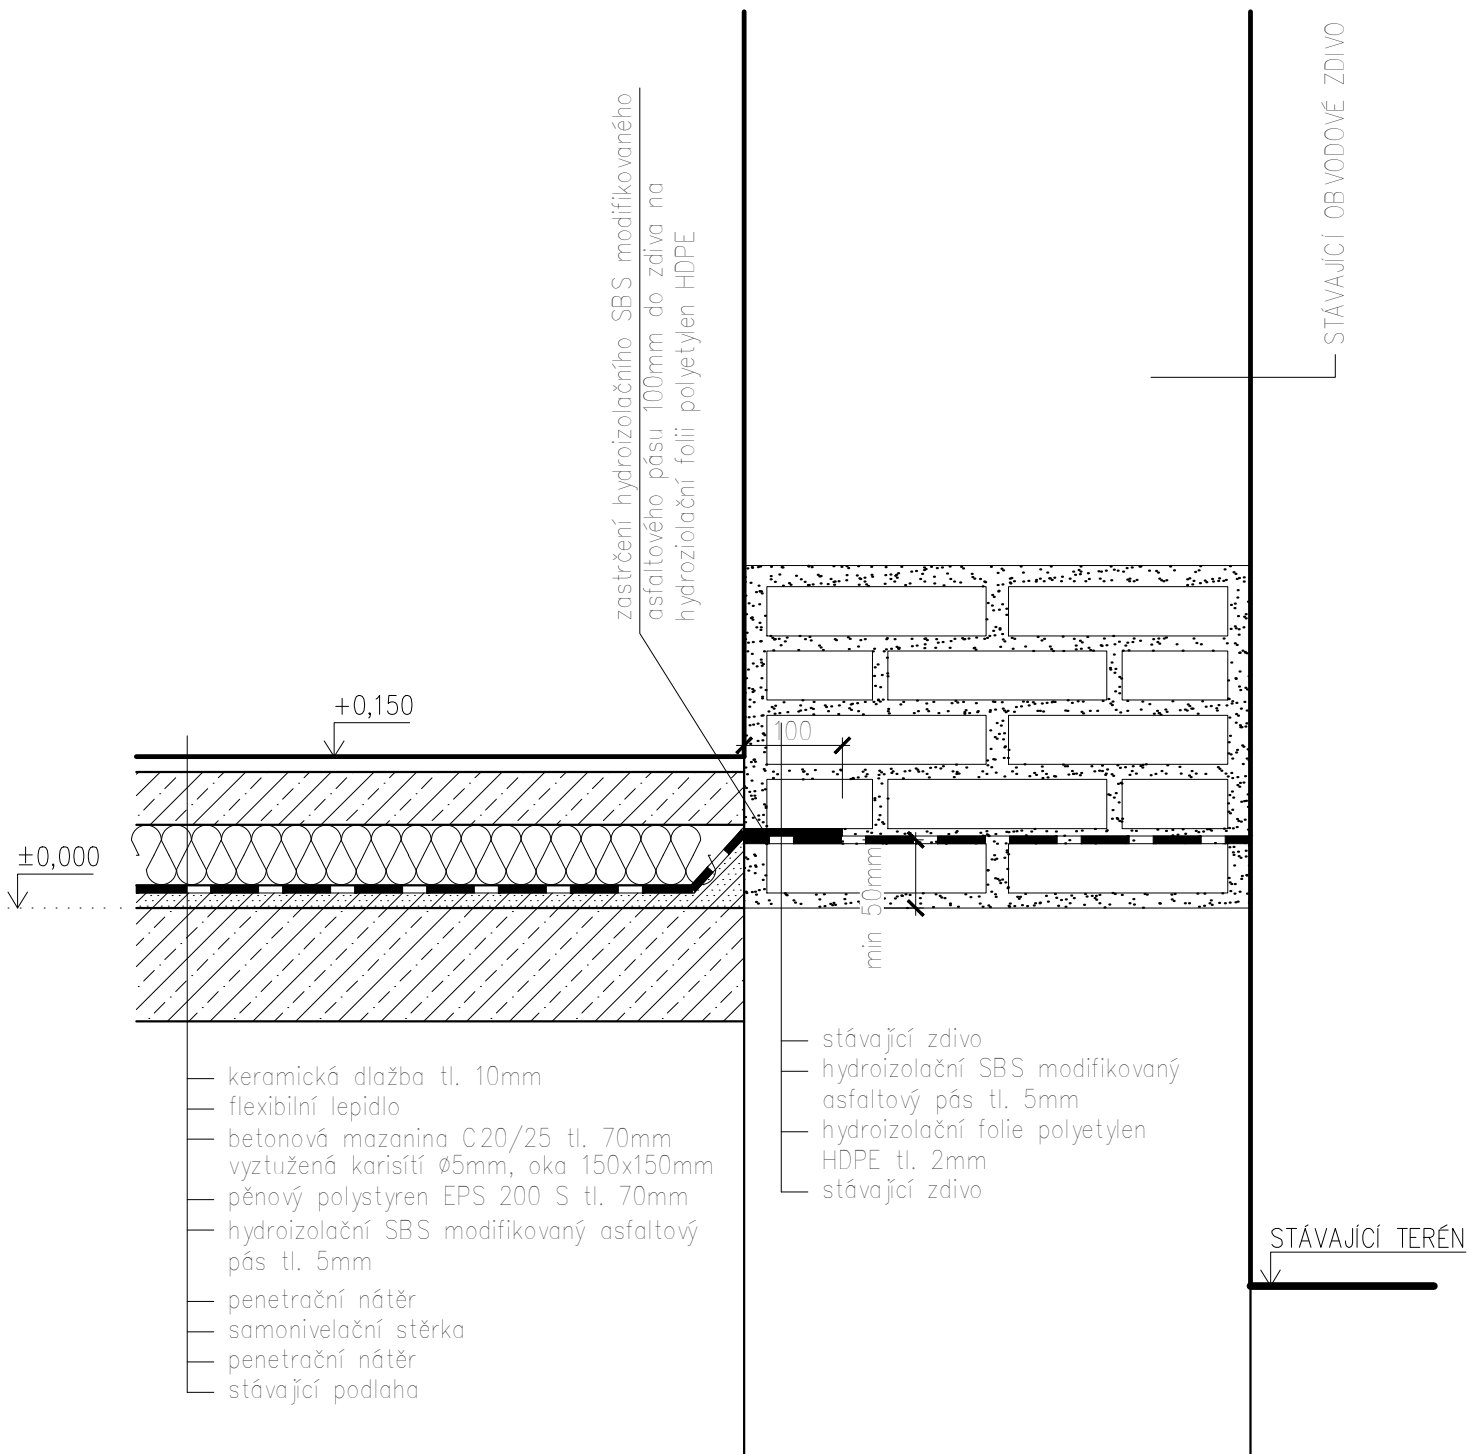 zastrčení hydroizolačního SBS modifikovaného
asfaltového pásu 100mm do zdiva na
hydroziolační folii polyetylen HDPE
STÁVAJÍCÍ OBVODOVÉ ZDIVO
+0,150
100
±0,000
min 50mm
keramická dlažba tl. 10mm
flexibilní lepidlo
betonová mazanina C20/25 tl. 70mm
vyztužená karisítí ø5mm, oka 150x150mm
pěnový polystyren EPS 200 S tl. 70mm
hydroizolační SBS modifikovaný asfaltový
pás tl. 5mm
penetrační nátěr
samonivelační stěrka
penetrační nátěr
stávající podlaha
stávající zdivo
hydroizolační SBS modifikovaný
asfaltový pás tl. 5mm
hydroizolační folie polyetylen
HDPE tl. 2mm
stávající zdivo
STÁVAJÍCÍ TERÉN